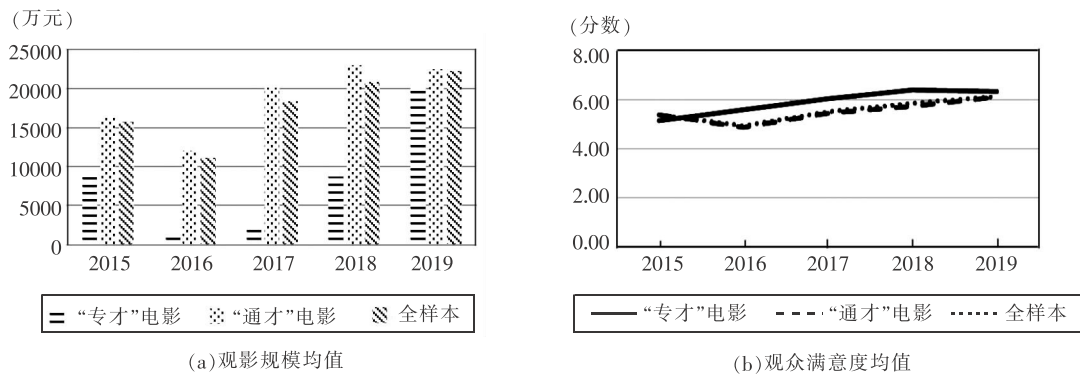 (万元)
25000
20000
15000
10000
5000
0
2015 2016 2017 2018 2019
“专才”电影 “通才”电影 全样本
(a)观影规模均值
(分数)
8.00
6.00
4.00
2.00
0.00
2015 2016 2017 2018 2019
“专才”电影 “通才”电影 全样本
(b)观众满意度均值